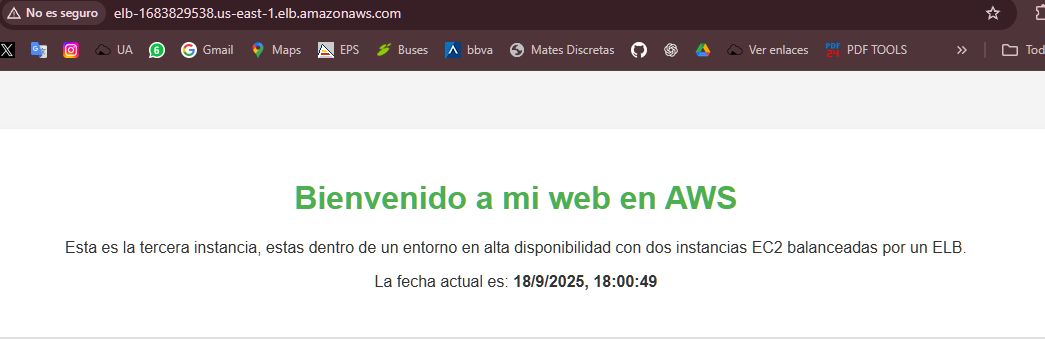 No es seguro elb-1683829538.us-east-1.elb.amazonaws.com
UA 6 Gmail Maps EPS Buses bbva Mates Discretas Ver enlaces PDF TOOLS » Tod
Bienvenido a mi web en AWS
Esta es la tercera instancia, estas dentro de un entorno en alta disponibilidad con dos instancias EC2 balanceadas por un ELB.
La fecha actual es: 18/9/2025, 18:00:49